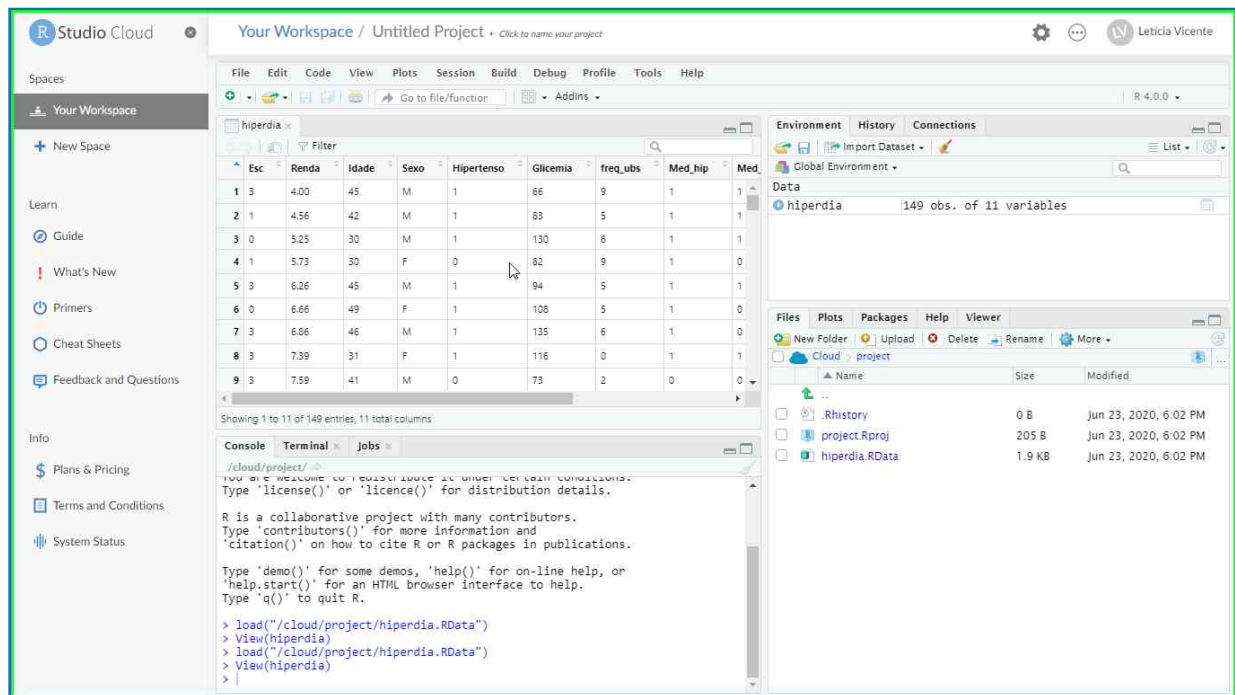 R Studio Cloud
Your Workspace / Untitled Project ← Click to name your project
LV Letícia Vicente
Spaces
Your Workspace
New Space
Learn
Guide
What's New
Primers
Cheat Sheets
Feedback and Questions
Info
Plans & Pricing
Terms and Conditions
System Status
File Edit Code View Plots Session Build Debug Profile Tools Help
Go to file/function Addins R 4.0.0
hiperdia
Filter
Esc Renda Idade Sexo Hipertenso Glicemia freq_ubs Med_hip Med_
1 3 4.00 45 M 1 66 9 1 1
2 1 4.56 42 M 1 83 5 1 1
3 0 5.25 30 M 1 130 6 1 1
4 1 5.73 30 F 0 82 9 1 0
5 3 6.26 45 M 1 94 5 1 1
6 0 6.66 49 F 1 108 5 1 0
7 3 6.86 46 M 1 135 6 1 0
8 3 7.39 31 F 1 116 0 1 1
9 3 7.59 41 M 0 73 2 0 0
Showing 1 to 11 of 149 entries, 11 total columns
Console Terminal Jobs
/cloud/project/
You are welcome to redistribute it under certain conditions.
Type 'license()' or 'licence()' for distribution details.
R is a collaborative project with many contributors.
Type 'contributors()' for more information and
'citation()' on how to cite R or R packages in publications.
Type 'demo()' for some demos, 'help()' for on-line help, or
'help.start()' for an HTML browser interface to help.
Type 'q()' to quit R.
> load("/cloud/project/hiperdia.RData")
> View(hiperdia)
> load("/cloud/project/hiperdia.RData")
> View(hiperdia)
>
Environment History Connections
Import Dataset List
Global Environment
Data
hiperdia 149 obs. of 11 variables
Files Plots Packages Help Viewer
New Folder Upload Delete Rename More
Cloud project
Name Size Modified
..
.Rhistory 0 B Jun 23, 2020, 6:02 PM
project.Rproj 205 B Jun 23, 2020, 6:02 PM
hiperdia.RData 1.9 KB Jun 23, 2020, 6:02 PM